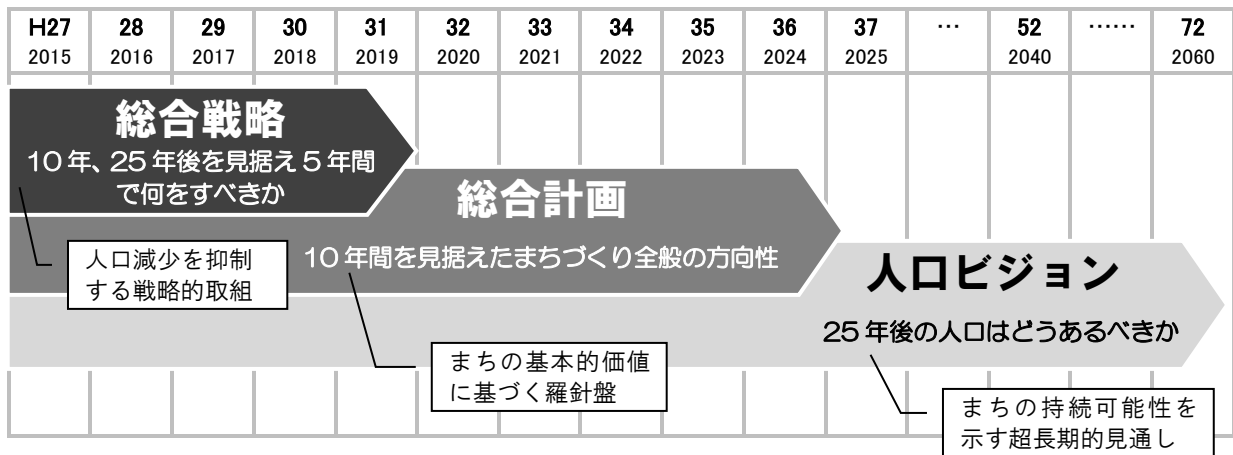 H27 28 29 30 31 32 33 34 35 36 37 … 52 …… 72
2015 2016 2017 2018 2019 2020 2021 2022 2023 2024 2025 2040 2060
総合戦略
10年、25年後を見据え5年間
で何をすべきか
総合計画
10年間を見据えたまちづくり全般の方向性
人口減少を抑制
する戦略的取組
人口ビジョン
25年後の人口はどうあるべきか
まちの基本的価値
に基づく羅針盤
まちの持続可能性を
示す超長期的見通し